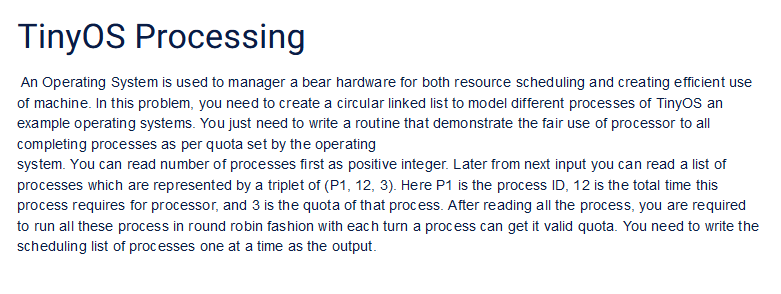 TinyOS Processing
An Operating System is used to manager a bear hardware for both resource scheduling and creating efficient use
of machine. In this problem, you need to create a circular linked list to model different processes of TinyOS an
example operating systems. You just need to write a routine that demonstrate the fair use of processor to all
completing processes as per quota set by the operating
system. You can read number of processes first as positive integer. Later from next input you can read a list of
processes which are represented by a triplet of (P1, 12, 3). Here P1 is the process ID, 12 is the total time this
process requires for processor, and 3 is the quota of that process. After reading all the process, you are required
to run all these process in round robin fashion with each turn a process can get it valid quota. You need to write the
scheduling list of processes one at a time as the output.